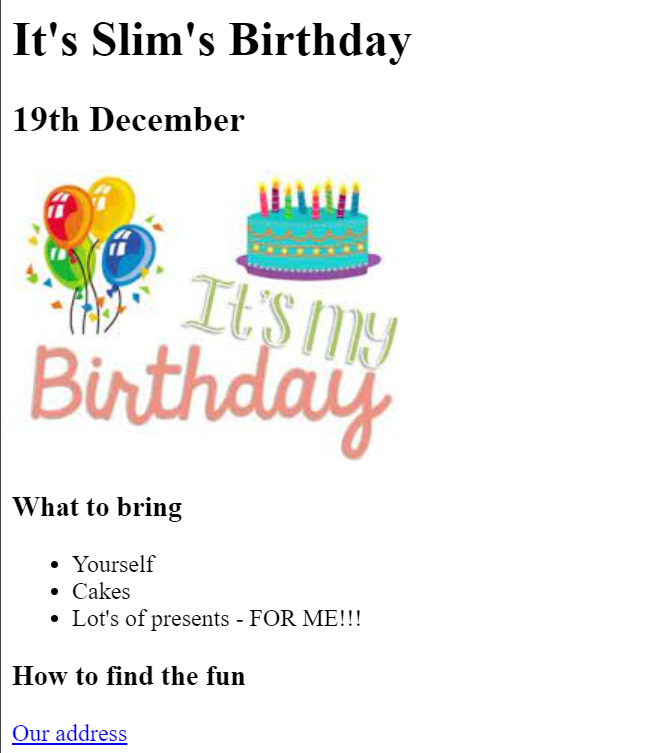 It's Slim's Birthday
19th December
It's my
Birthday
What to bring
Yourself
Cakes
Lot's of presents - FOR ME!!!
How to find the fun
Our address